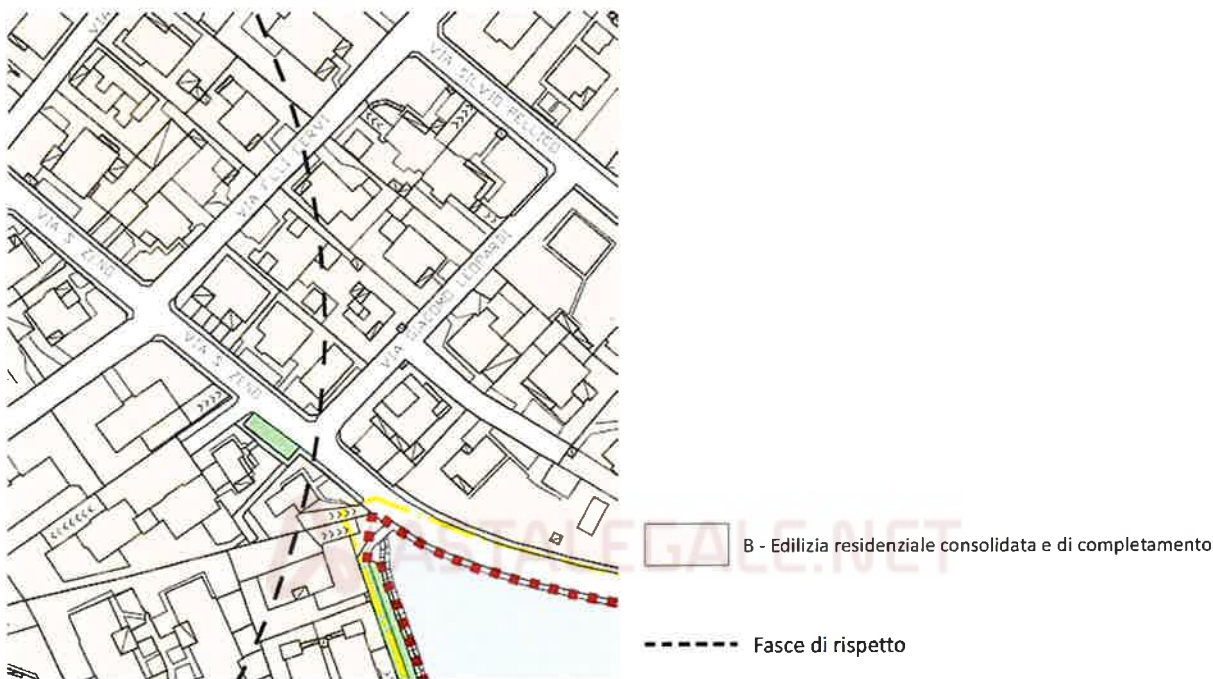 VIA
VIA SILVIO PELLICO
VIA F.LLI CERVI
VIA S. ZENO
VIA GIACOMO LEOPARDI
VIA S. ZENO
ASTALEGALE.NET
B - Edilizia residenziale consolidata e di completamento
Fasce di rispetto